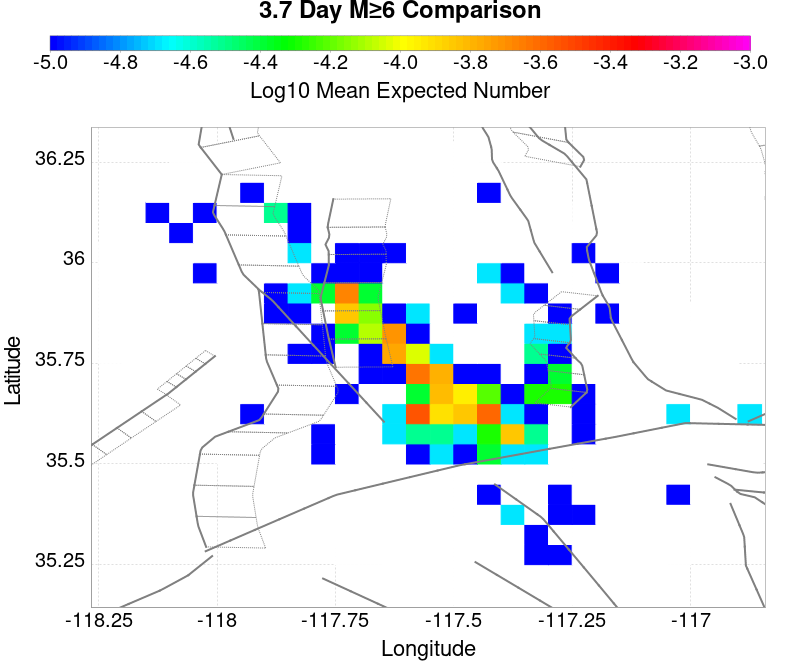 3.7 Day M≥6 Comparison
-5.0 -4.8 -4.6 -4.4 -4.2 -4.0 -3.8 -3.6 -3.4 -3.2 -3.0
Log10 Mean Expected Number
36.25
36
35.75
35.5
35.25
Latitude
-118.25 -118 -117.75 -117.5 -117.25 -117
Longitude